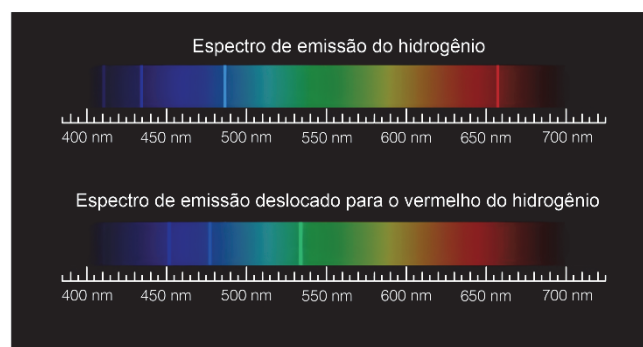 Espectro de emissão do hidrogênio
400 nm 450 nm 500 nm 550 nm 600 nm 650 nm 700 nm
Espectro de emissão deslocado para o vermelho do hidrogênio
400 nm 450 nm 500 nm 550 nm 600 nm 650 nm 700 nm